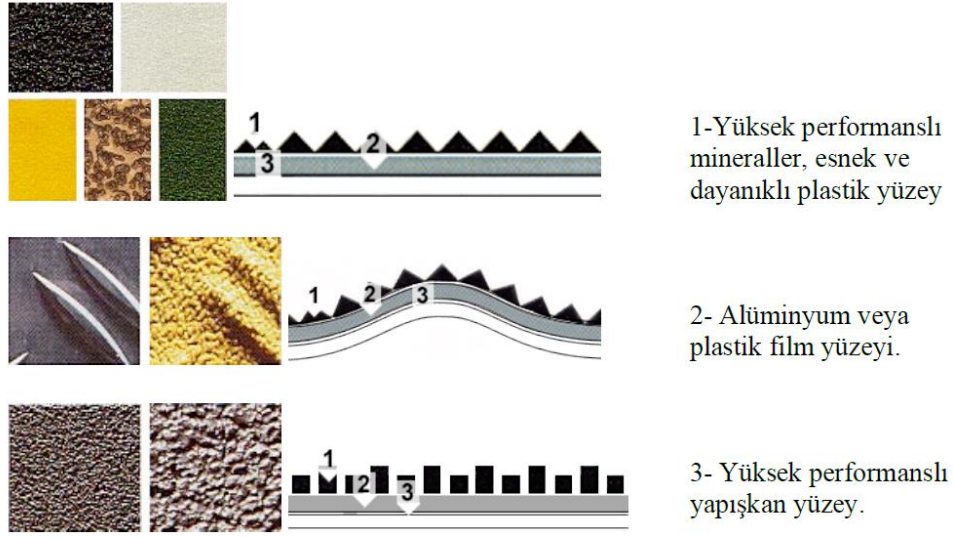 1
2
3
1-Yüksek performanslı
mineraller, esnek ve
dayanıklı plastik yüzey
1
2
3
2- Alüminyum veya
plastik film yüzeyi.
1
2
3
3- Yüksek performanslı
yapışkan yüzey.